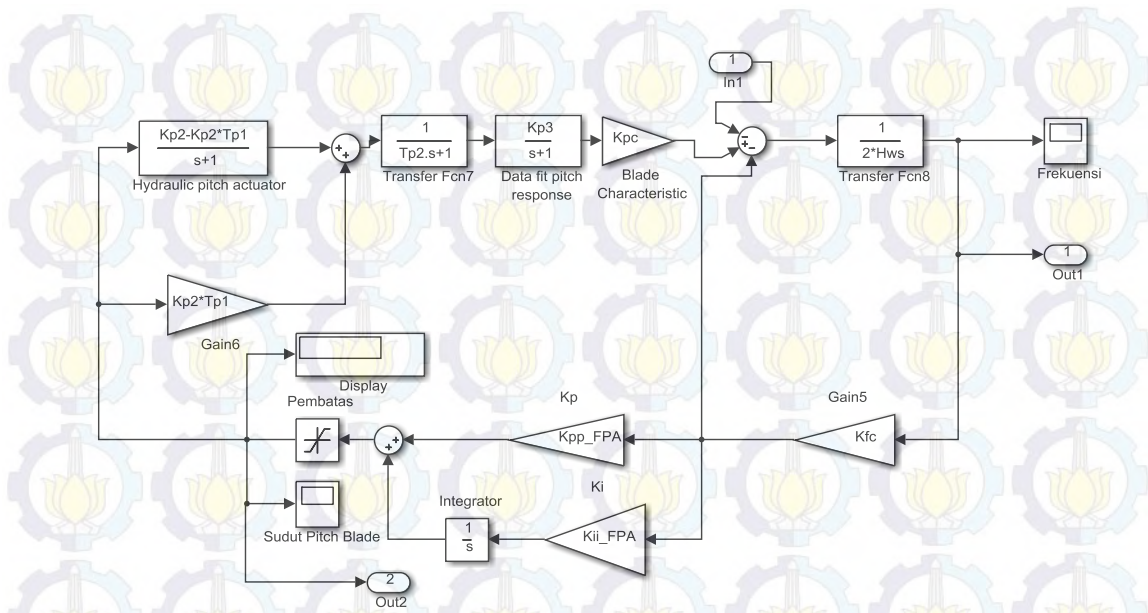 1
In1
Kp2-Kp2*Tp1
s+1
Hydraulic pitch actuator
++
1
Tp2.s+1
Transfer Fcn7
Kp3
s+1
Data fit pitch
response
Kpc
Blade
Characteristic
1
2*Hws
Transfer Fcn8
Frekuensi
1
Out1
Kp2*Tp1
Gain6
Display
Pembatas
++
Kp
Kpp_FPA
Gain5
Kfc
Sudut Pitch Blade
Integrator
1
s
Ki
Kii_FPA
2
Out2